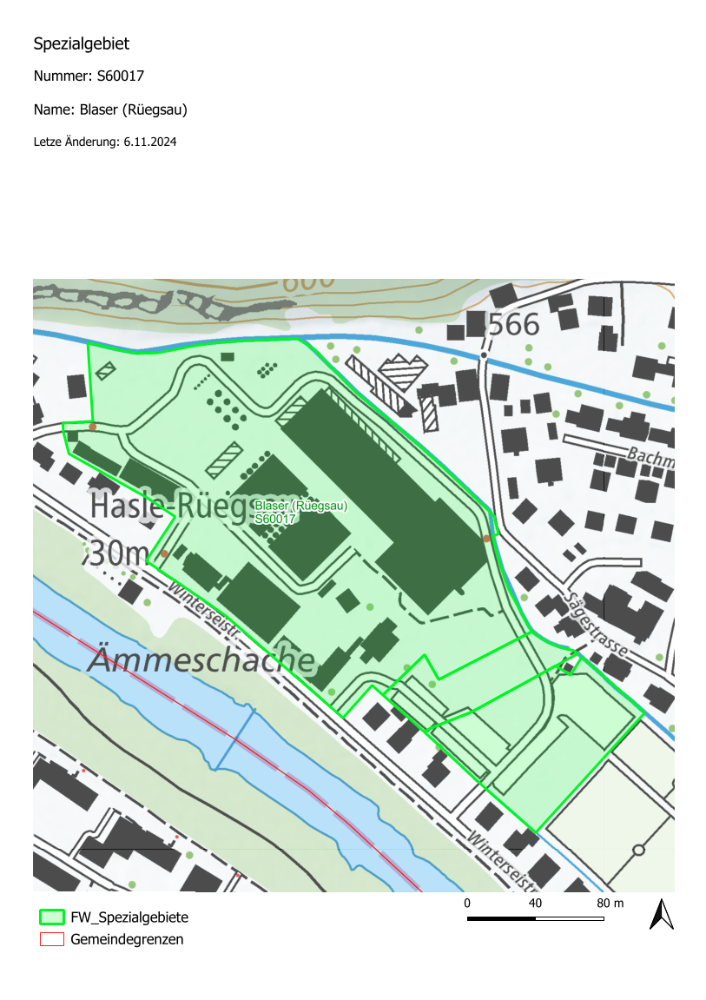 Spezialgebiet
Nummer: S60017
Name: Blaser (Rüegsau)
Letze Änderung: 6.11.2024
600
566
Bachm
Hasle-Rüegs
Blaser (Rüegsau)
S60017
30m
Winterseistr.
Sägestrasse
Ämmeschache
Winterseistr
0 40 80 m
FW_Spezialgebiete
Gemeindegrenzen